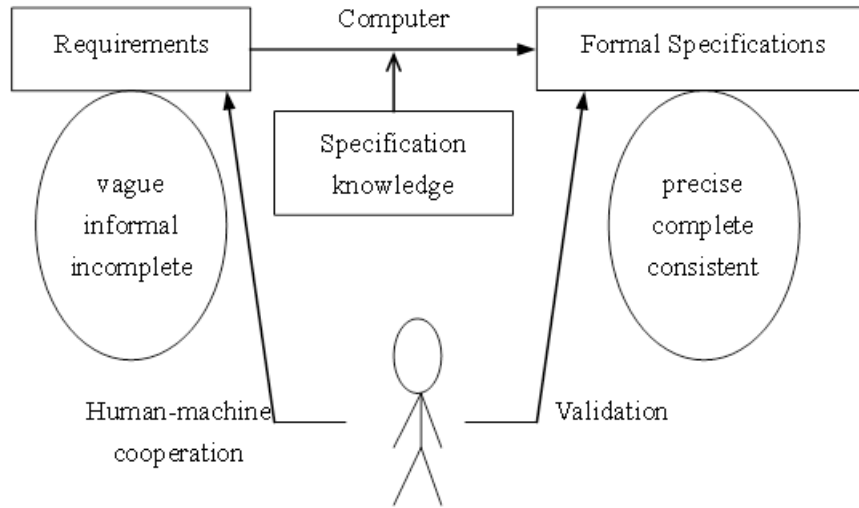 Requirements
Computer
Formal Specifications
Specification
knowledge
vague
informal
incomplete
precise
complete
consistent
Human-machine
cooperation
Validation